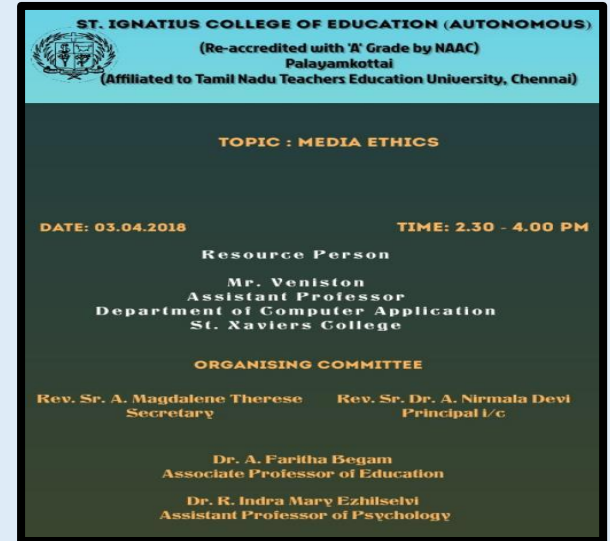 ST. IGNATIUS COLLEGE OF EDUCATION (AUTONOMOUS)
(Re-accredited with 'A' Grade by NAAC)
Palayamkottai
(Affiliated to Tamil Nadu Teachers Education University, Chennai)
TOPIC : MEDIA ETHICS
DATE: 03.04.2018 TIME: 2.30 - 4.00 PM
Resource Person
Mr. Veniston
Assistant Professor
Department of Computer Application
St. Xaviers College
ORGANISING COMMITTEE
Rev. Sr. A. Magdalene Therese Rev. Sr. Dr. A. Nirmala Devi
Secretary Principal i/c
Dr. A. Faritha Begam
Associate Professor of Education
Dr. R. Indra Mary Ezhilselvi
Assistant Professor of Psychology